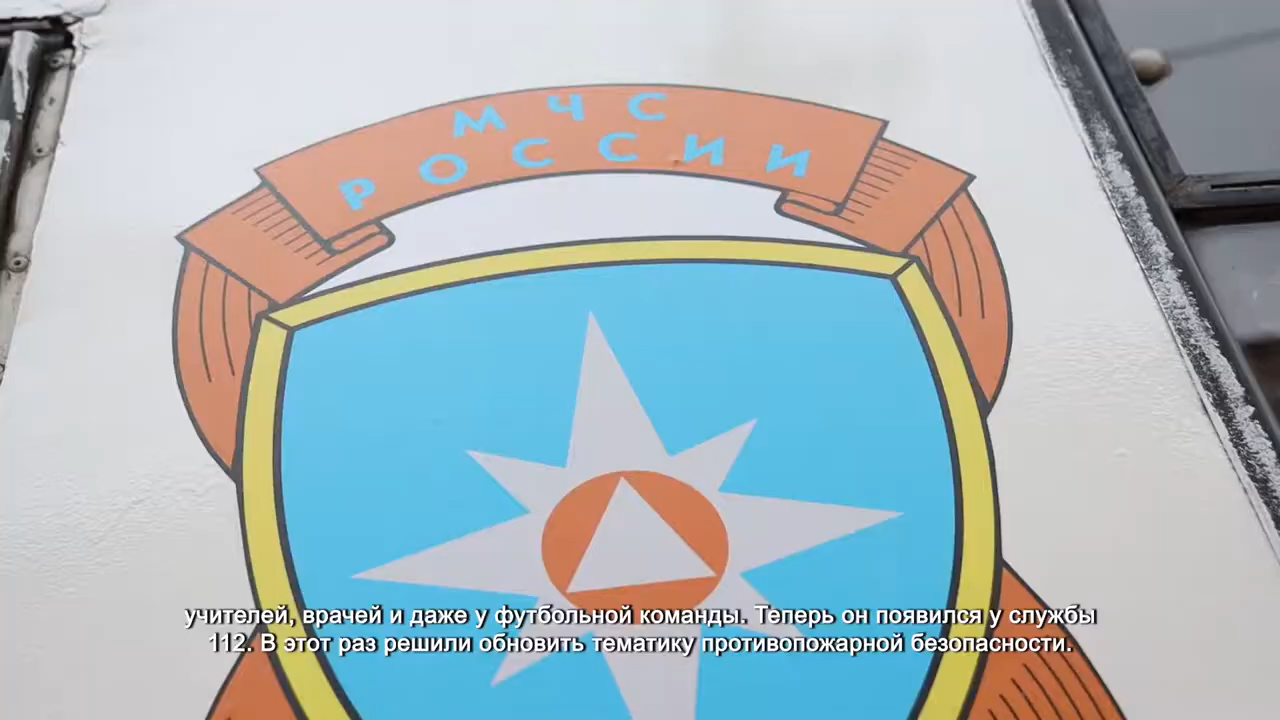 МЧС
РОССИИ
учителей, врачей и даже у футбольной команды. Теперь он появился у службы
112. В этот раз решили обновить тематику противопожарной безопасности.